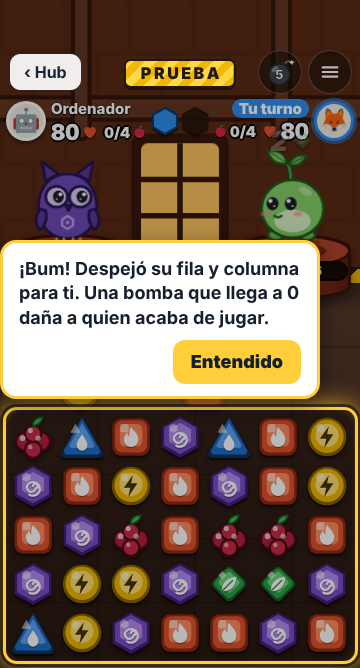 ‹ Hub
PRUEBA
5
Ordenador
Tu turno
80 0/4
0/4 80
¡Bum! Despejó su fila y columna
para ti. Una bomba que llega a 0
daña a quien acaba de jugar.
Entendido